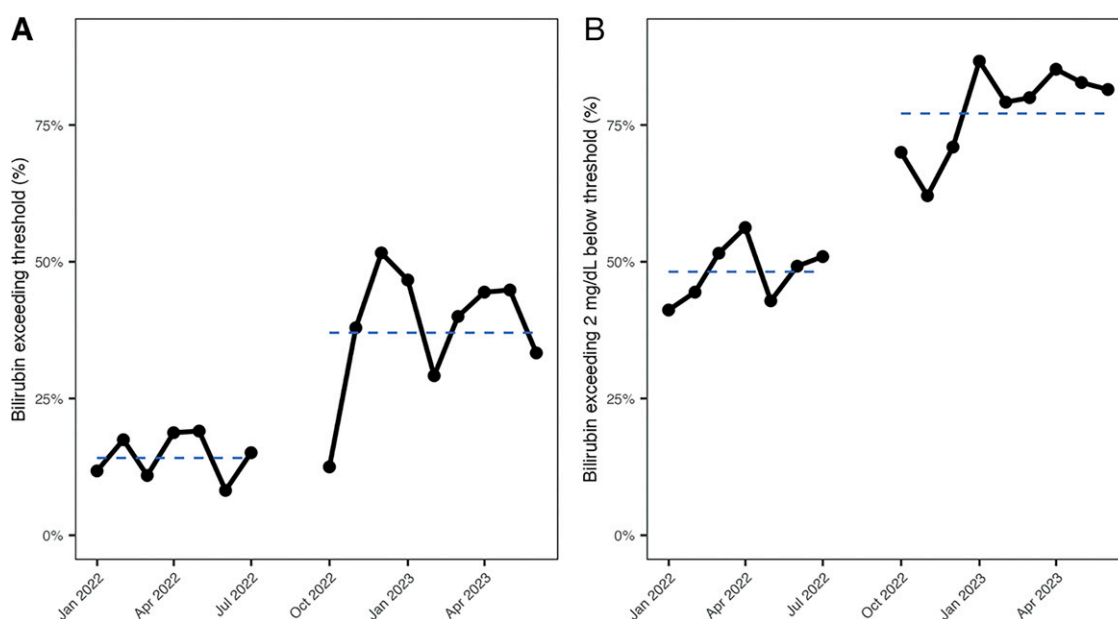 A
Bilirubin exceeding threshold (%)
75%
50%
25%
0%
Jan 2022
Apr 2022
Jul 2022
Oct 2022
Jan 2023
Apr 2023
B
Bilirubin exceeding 2 mg/dL below threshold (%)
75%
50%
25%
0%
Jan 2022
Apr 2022
Jul 2022
Oct 2022
Jan 2023
Apr 2023